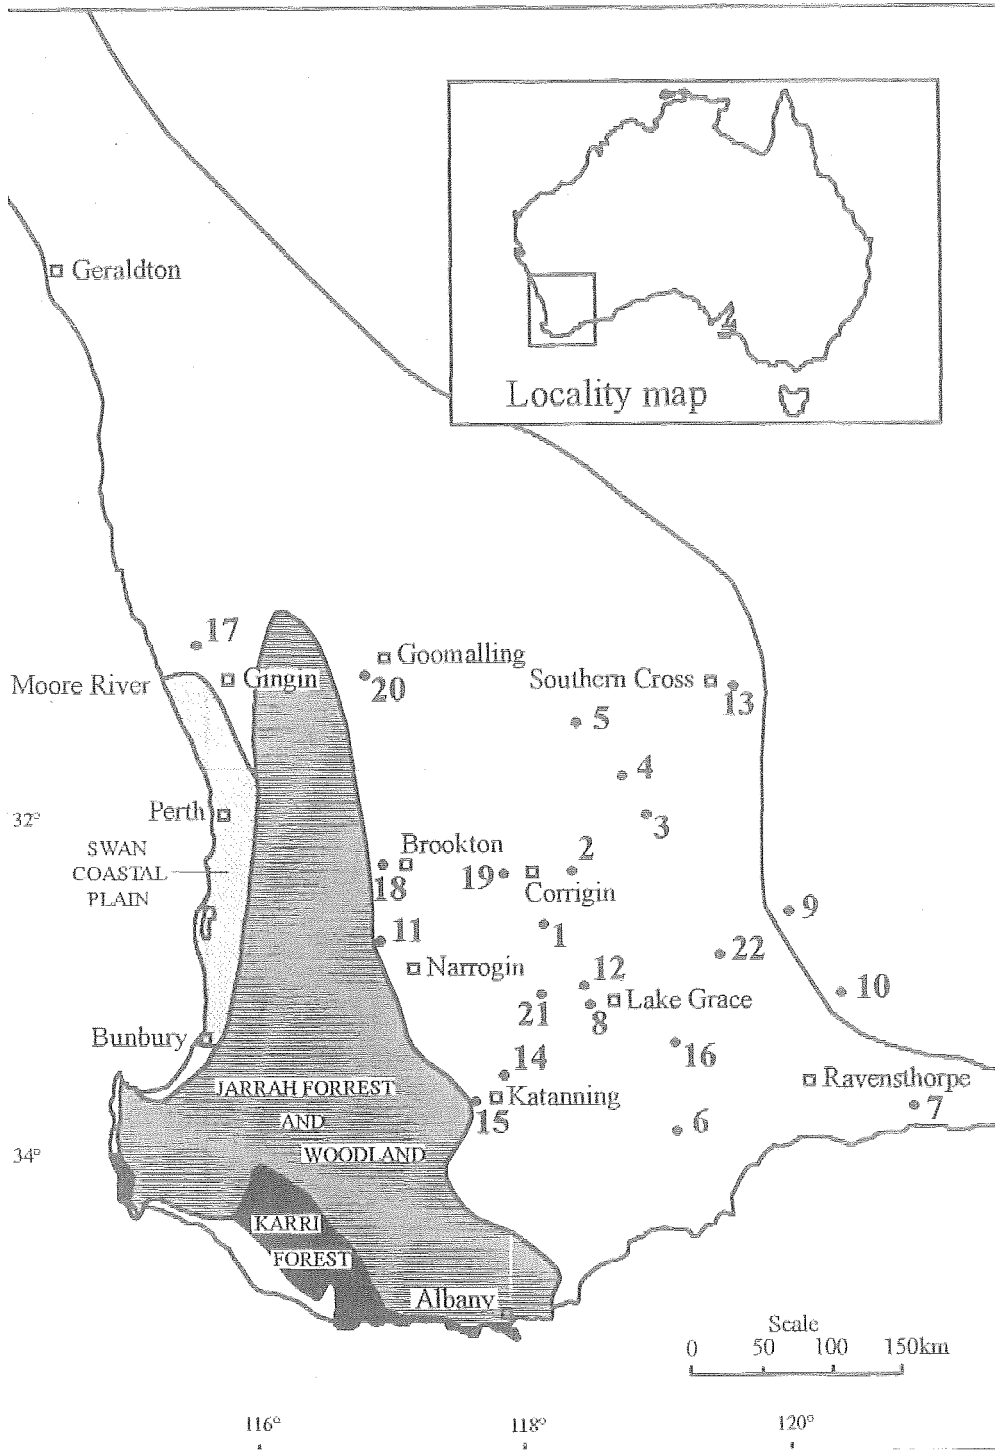 Geraldton
Locality map
17
Goomalling
Moore River
Gingin
20
Southern Cross
13
5
4
32°
Perth
3
SWAN
COASTAL
PLAIN
Brookton
2
18
19
Corrigin
11
1
9
Narrogin
22
12
10
21
8
Lake Grace
Bunbury
14
16
JARRAH FORREST
AND
WOODLAND
15
Katanning
Ravensthorpe
7
6
34°
KARRI
FOREST
Albany
Scale
0 50 100 150km
116° 118° 120°